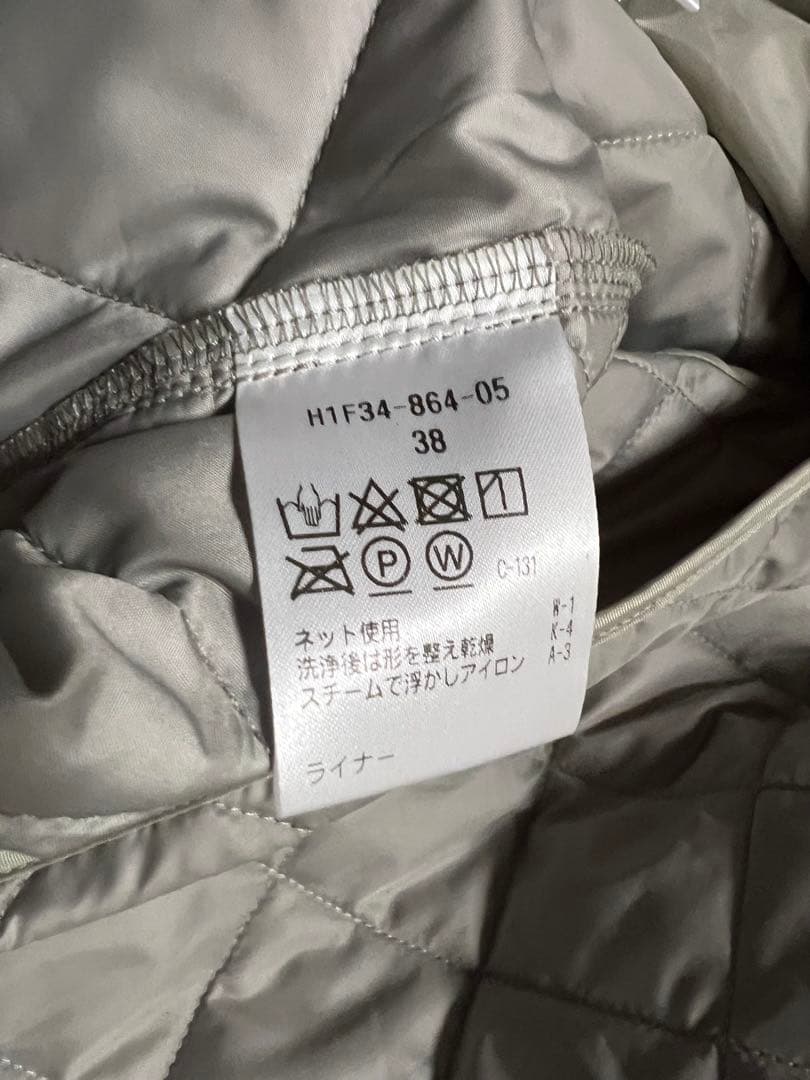 H1F34-864-05
38
P W C-131
ネット使用 W-1
洗浄後は形を整え乾燥 K-4
スチームで浮かしアイロン A-3
ライナー